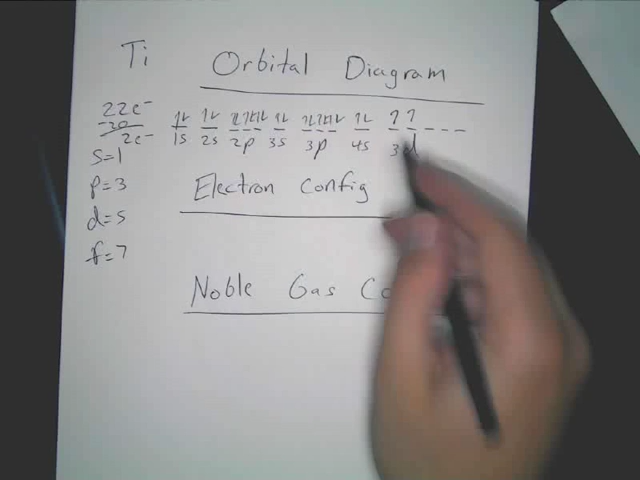 Ti
Orbital Diagram
22e-
-20
2e-
1s 2s 2p 3s 3p 4s 3d
s=1
p=3
d=5
f=7
Electron Config
Noble Gas